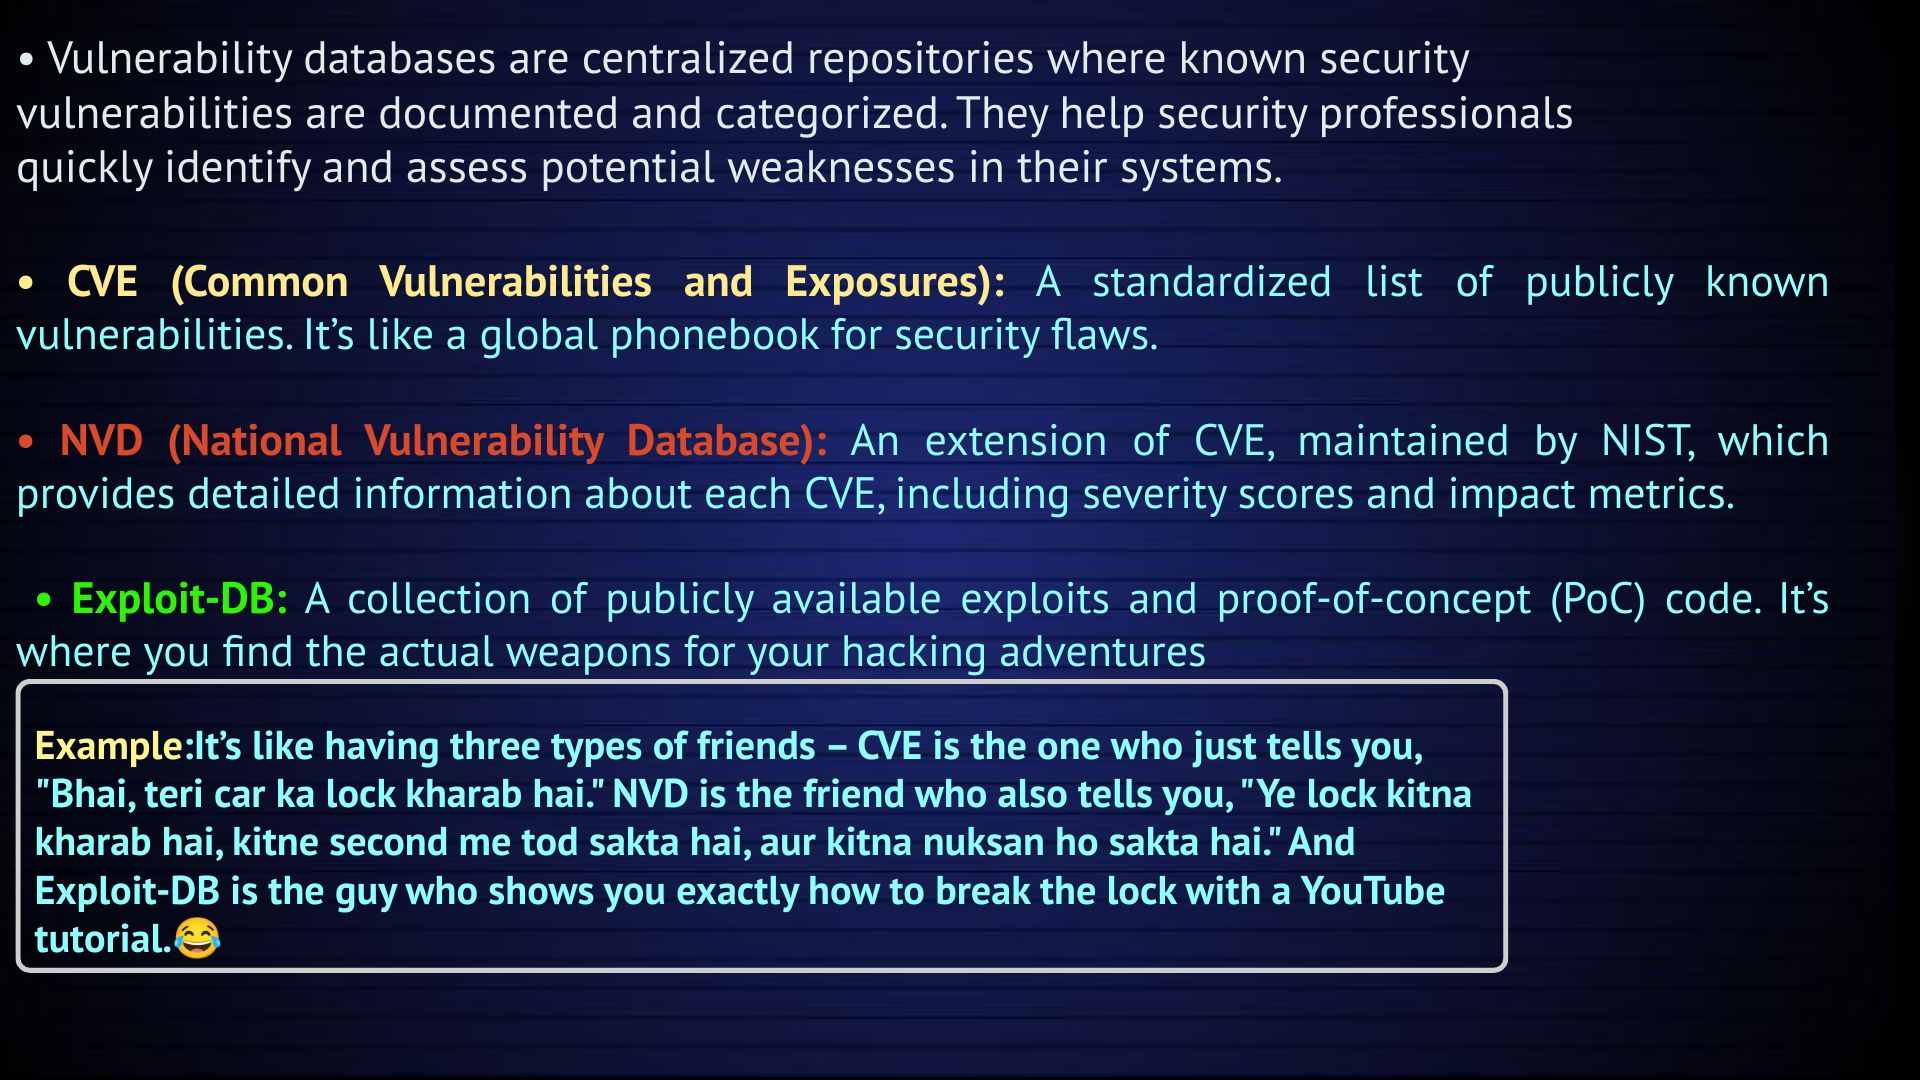 • Vulnerability databases are centralized repositories where known security
vulnerabilities are documented and categorized. They help security professionals
quickly identify and assess potential weaknesses in their systems.
• CVE (Common Vulnerabilities and Exposures): A standardized list of publicly known
vulnerabilities. It’s like a global phonebook for security flaws.
• NVD (National Vulnerability Database): An extension of CVE, maintained by NIST, which
provides detailed information about each CVE, including severity scores and impact metrics.
• Exploit-DB: A collection of publicly available exploits and proof-of-concept (PoC) code. It’s
where you find the actual weapons for your hacking adventures
Example:It’s like having three types of friends – CVE is the one who just tells you,
"Bhai, teri car ka lock kharab hai." NVD is the friend who also tells you, "Ye lock kitna
kharab hai, kitne second me tod sakta hai, aur kitna nuksan ho sakta hai." And
Exploit-DB is the guy who shows you exactly how to break the lock with a YouTube
tutorial.😂